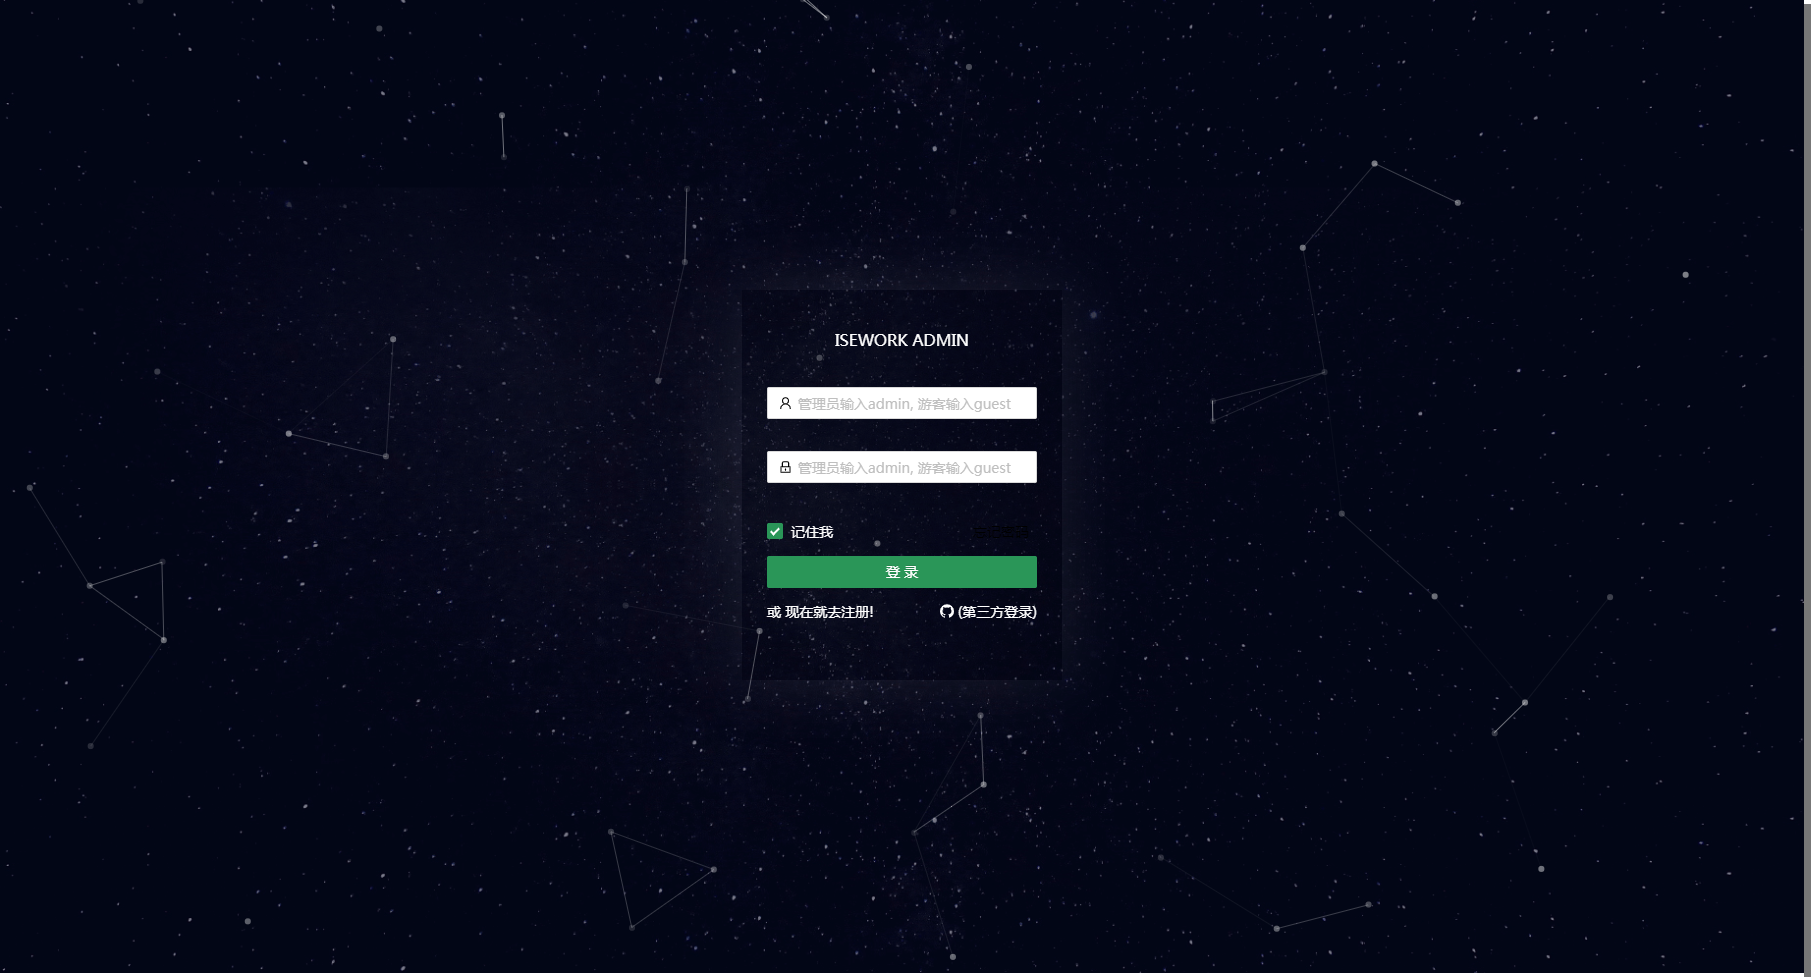 ISEWORK ADMIN
管理员输入admin, 游客输入guest
管理员输入admin, 游客输入guest
记住我
登 录
或 现在就去注册! (第三方登录)